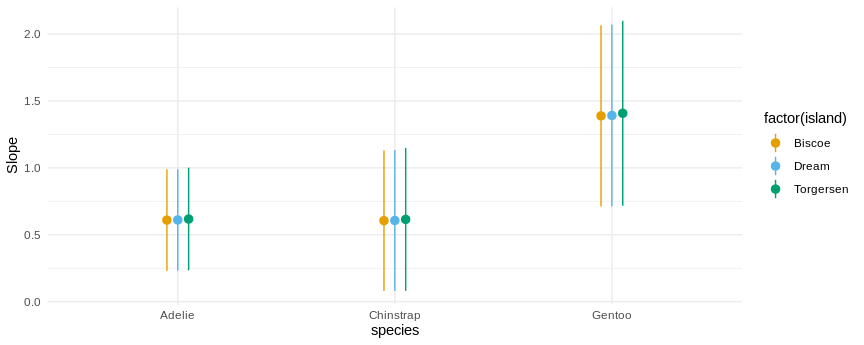 2.0
1.5
1.0
0.5
0.0
Slope
Adelie
Chinstrap
Gentoo
species
factor(island)
Biscoe
Dream
Torgersen